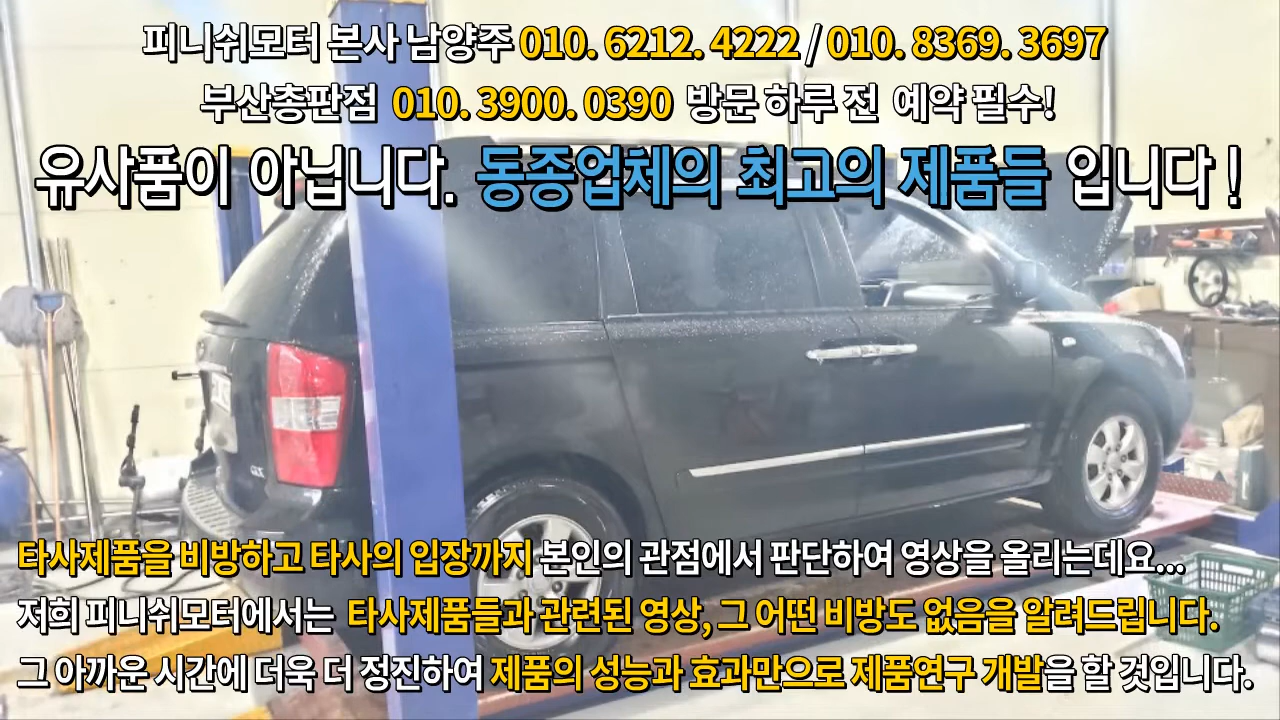 피니쉬모터 본사 남양주 010. 6212. 4222 / 010. 8369. 3697
부산총판점 010. 3900. 0390 방문 하루 전 예약 필수!
유사품이 아닙니다. 동종업체의 최고의 제품들 입니다 !
GX
타사제품을 비방하고 타사의 입장까지 본인의 관점에서 판단하여 영상을 올리는데요...
저희 피니쉬모터에서는 타사제품들과 관련된 영상, 그 어떤 비방도 없음을 알려드립니다.
그 아까운 시간에 더욱 더 정진하여 제품의 성능과 효과만으로 제품연구 개발을 할 것입니다.